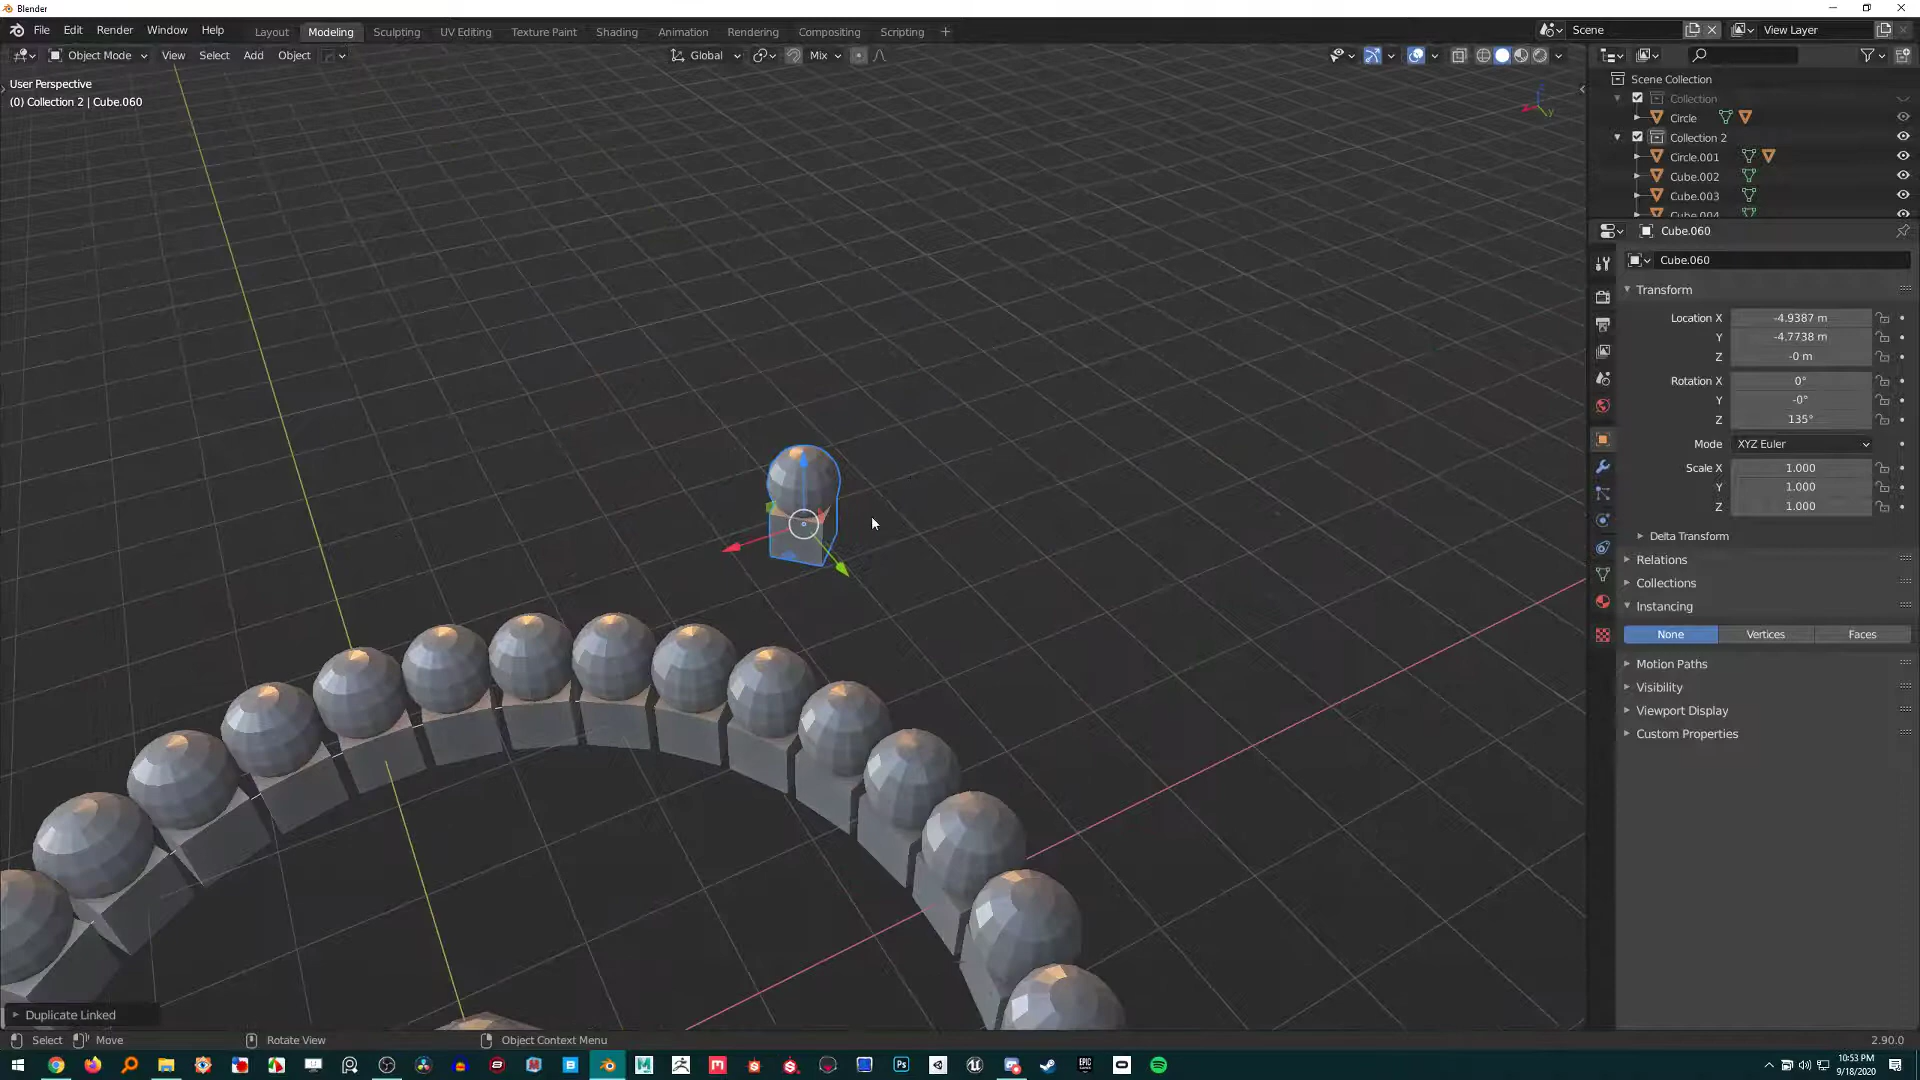 Blender
File Edit Render Window Help Layout Modeling Sculpting UV Editing Texture Paint Shading Animation Rendering Compositing Scripting + Scene View Layer
Object Mode View Select Add Object Global Mix
User Perspective
(0) Collection 2 | Cube.060
Scene Collection
Collection
Circle
Collection 2
Circle.001
Cube.002
Cube.003
Cube.004
Cube.060
Cube.060
Transform
Location X -4.9387 m
Y -4.7738 m
Z -0 m
Rotation X 0°
Y -0°
Z 135°
Mode XYZ Euler
Scale X 1.000
Y 1.000
Z 1.000
Delta Transform
Relations
Collections
Instancing
None Vertices Faces
Motion Paths
Visibility
Viewport Display
Custom Properties
Duplicate Linked
Select Move Rotate View Object Context Menu 2.90.0
10:53 PM
9/18/2020